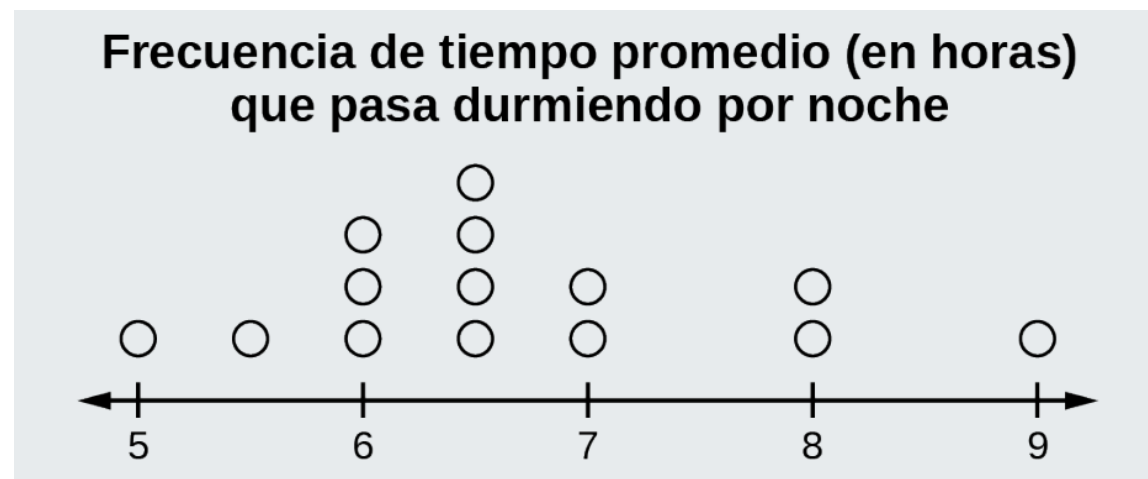 Frecuencia de tiempo promedio (en horas)
que pasa durmiendo por noche
5 6 7 8 9